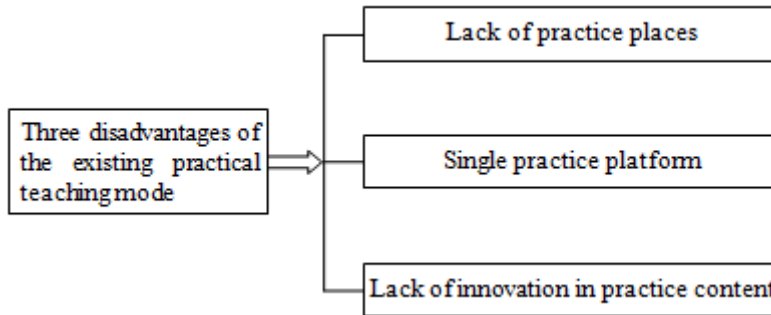 Lack of practice places
Three disadvantages of
the existing practical
teaching mode
Single practice platform
Lack of innovation in practice content